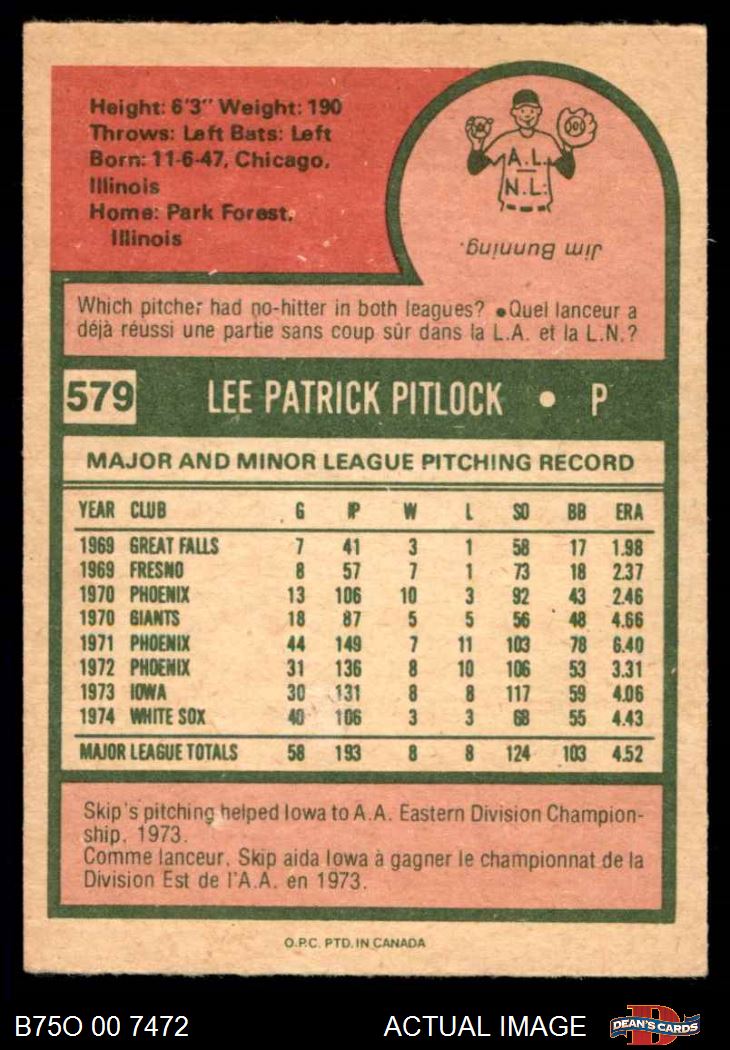 Height: 6'3" Weight: 190
Throws: Left Bats: Left
Born: 11-6-47, Chicago,
Illinois
Home: Park Forest,
Illinois
A.L.
N.L.
Jim Bunning.
Which pitcher had no-hitter in both leagues? ● Quel lanceur a
déjà réussi une partie sans coup sûr dans la L.A. et la L.N.?
579 LEE PATRICK PITLOCK • P
MAJOR AND MINOR LEAGUE PITCHING RECORD
YEAR CLUB G IP W L SO BB ERA
1969 GREAT FALLS 7 41 3 1 58 17 1.98
1969 FRESNO 8 57 7 1 73 18 2.37
1970 PHOENIX 13 106 10 3 92 43 2.46
1970 GIANTS 18 87 5 5 56 48 4.66
1971 PHOENIX 44 149 7 11 103 78 6.40
1972 PHOENIX 31 136 8 10 106 53 3.31
1973 IOWA 30 131 8 8 117 59 4.06
1974 WHITE SOX 40 106 3 3 68 55 4.43
MAJOR LEAGUE TOTALS 58 193 8 8 124 103 4.52
Skip's pitching helped Iowa to A.A. Eastern Division Champion-
ship, 1973.
Comme lanceur, Skip aida Iowa à gagner le championnat de la
Division Est de l'A.A. en 1973.
O.P.C. PTD. IN CANADA
B75O 00 7472 ACTUAL IMAGE D DEAN'S CARDS